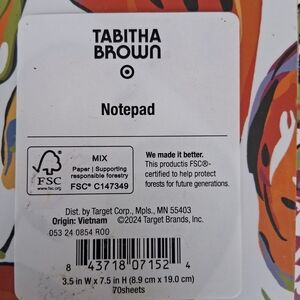 TABITHA
BROWN
Notepad
FSC
www.fsc.org
MIX
Paper | Supporting
responsible forestry
FSC® C147349
We made it better.
This productis FSC®-
certified to help protect
forests for future generations.
Dist. by Target Corp., Mpls., MN 55403
Origin: Vietnam ©2024 Target Brands, Inc.
053 24 0854 R00
8 43718 07152 4
3.5 in W x 7.5 in H (8.9 cm x 19.0 cm)
70sheets